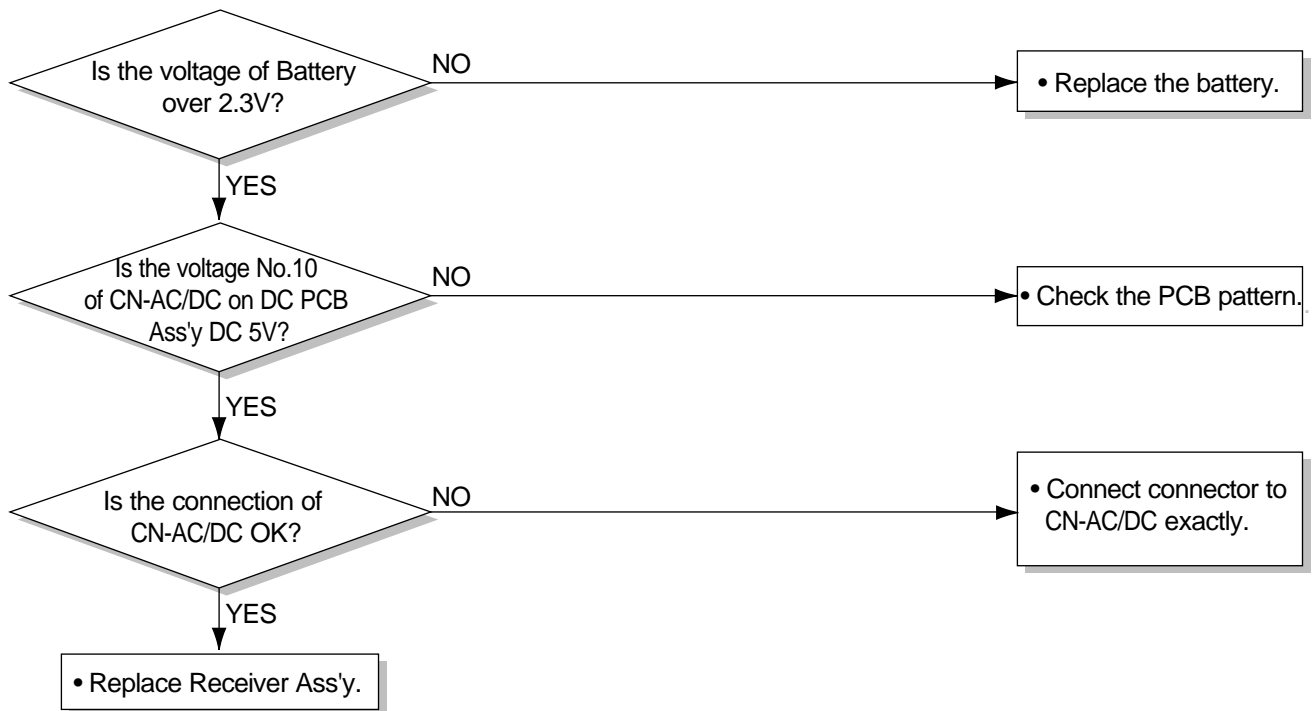 Is the voltage of Battery
over 2.3V?
NO
• Replace the battery.
YES
Is the voltage No.10
of CN-AC/DC on DC PCB
Ass'y DC 5V?
NO
• Check the PCB pattern.
YES
Is the connection of
CN-AC/DC OK?
NO
• Connect connector to
CN-AC/DC exactly.
YES
• Replace Receiver Ass'y.